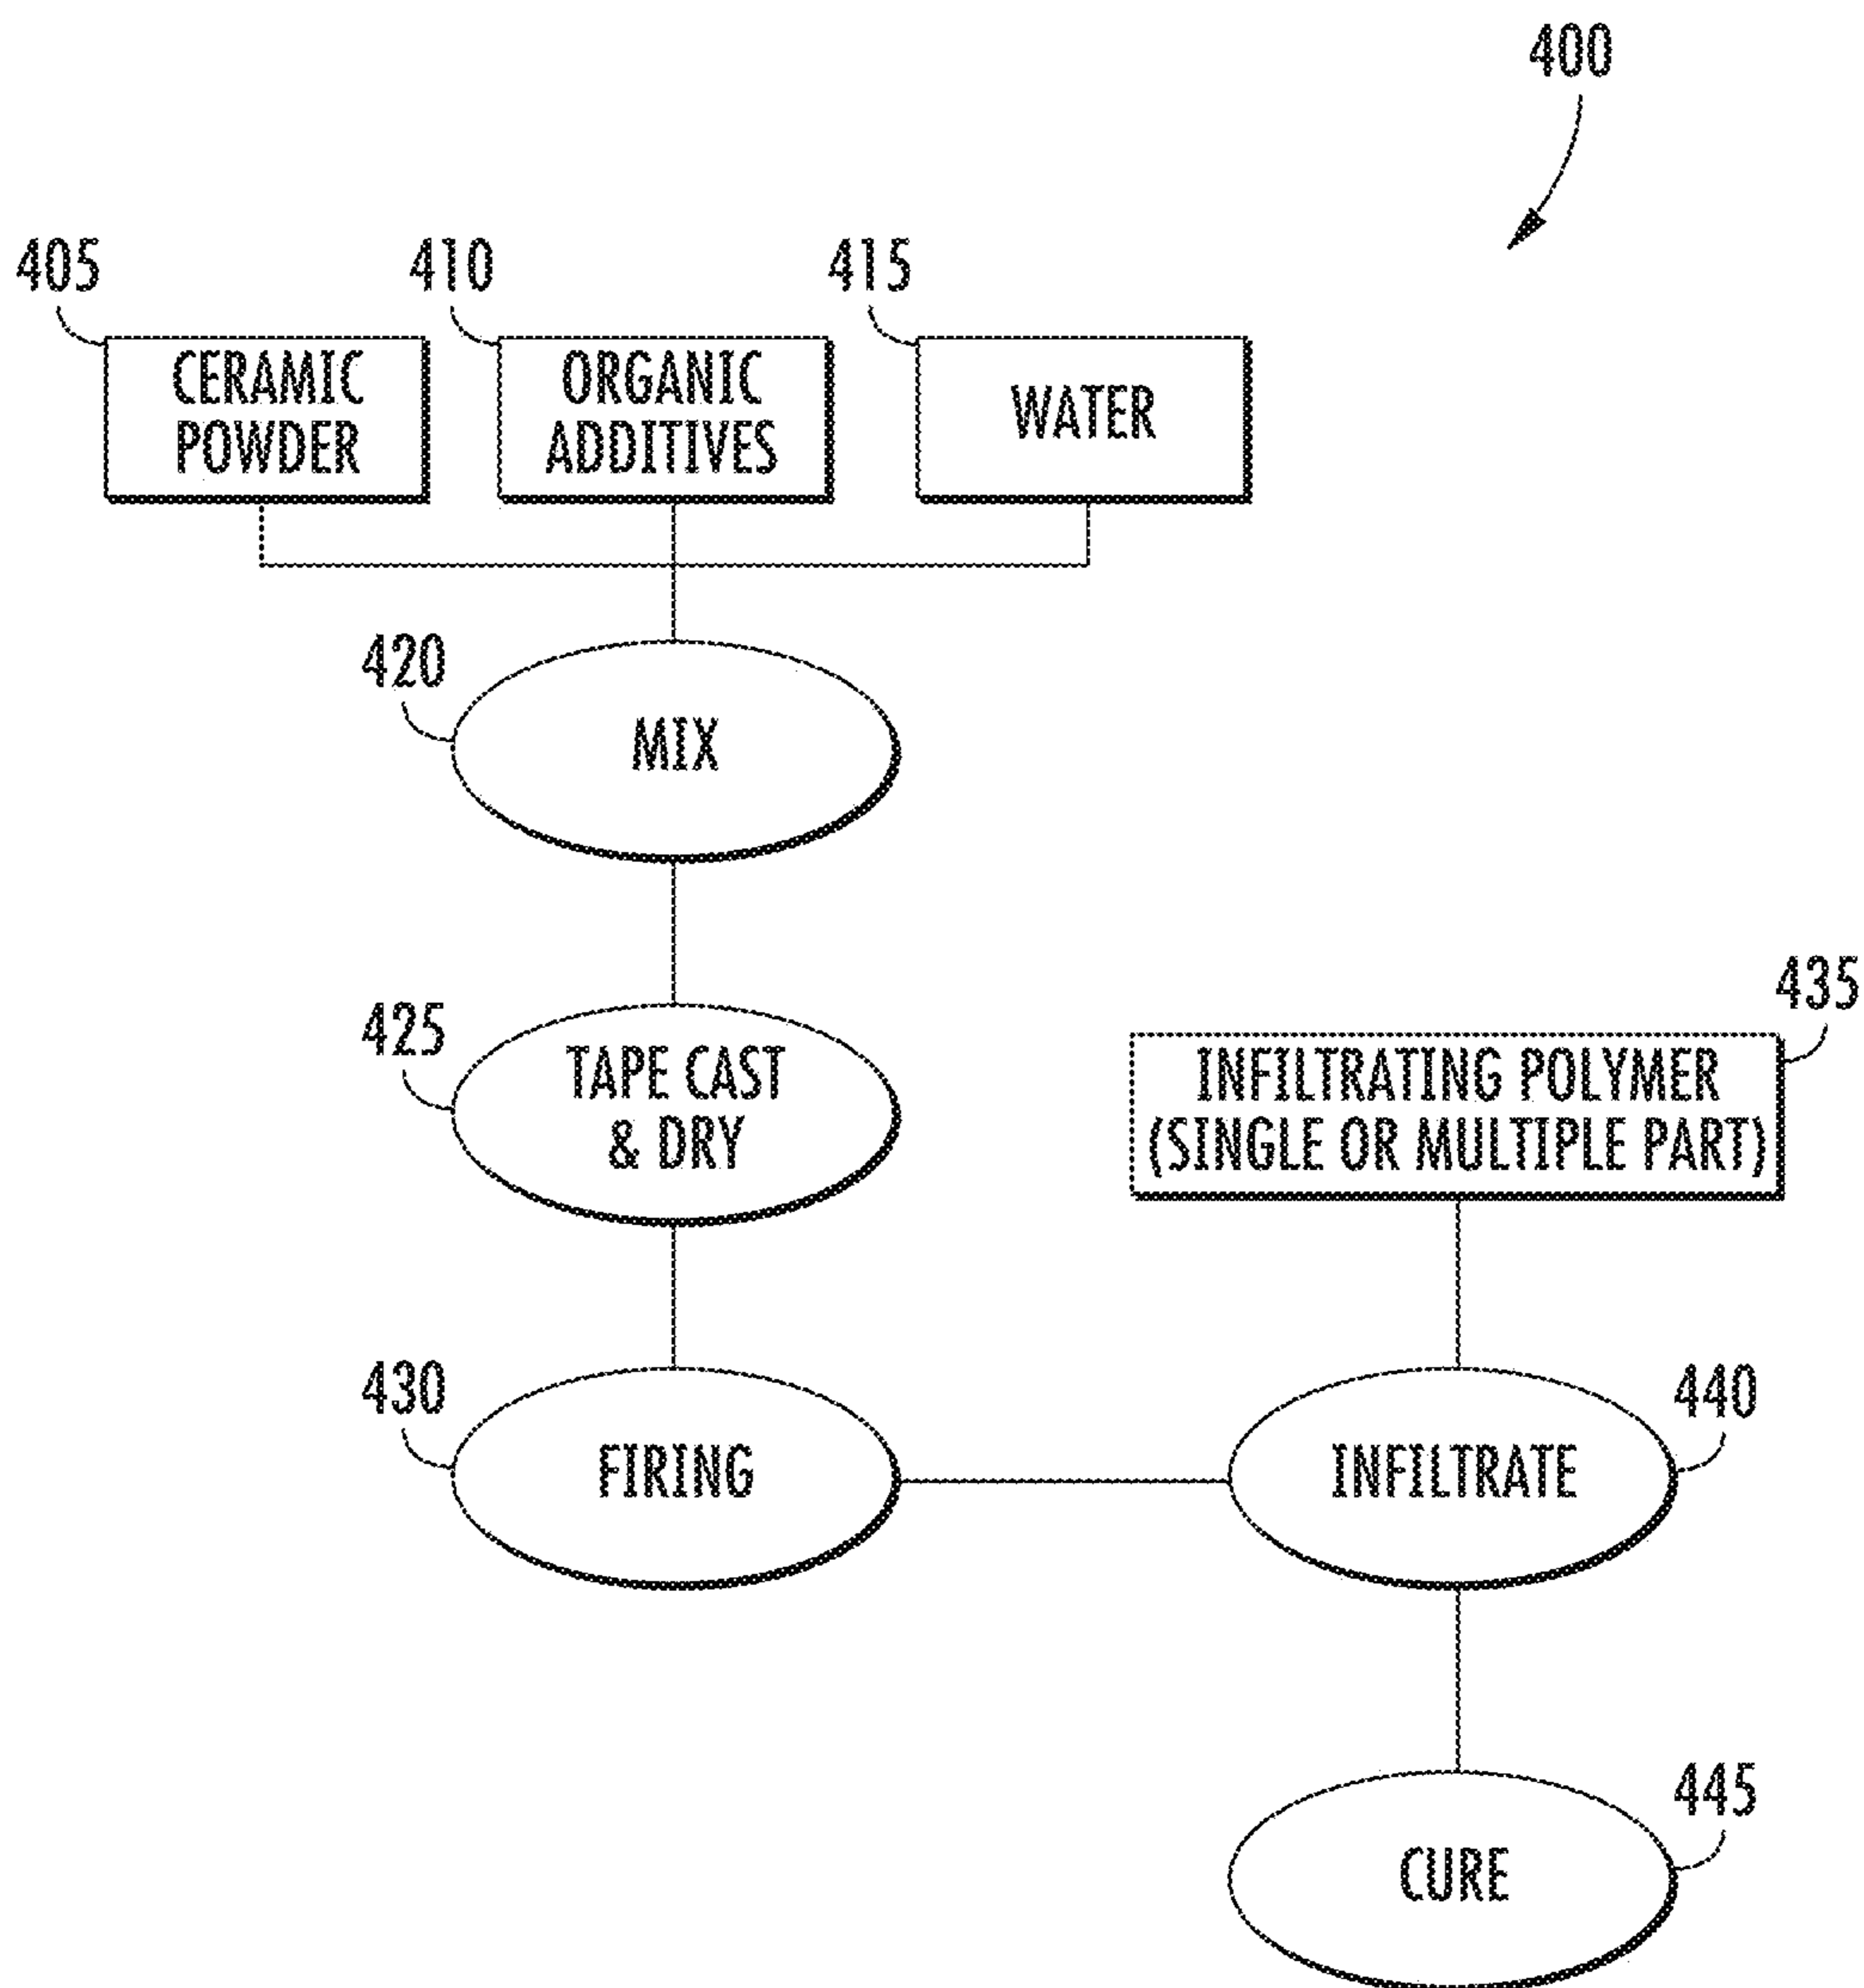 400
405
410
415
CERAMIC
POWDER
ORGANIC
ADDITIVES
WATER
420
MIX
425
TAPE CAST
& DRY
435
INFILTRATING POLYMER
(SINGLE OR MULTIPLE PART)
430
FIRING
440
INFILTRATE
445
CURE